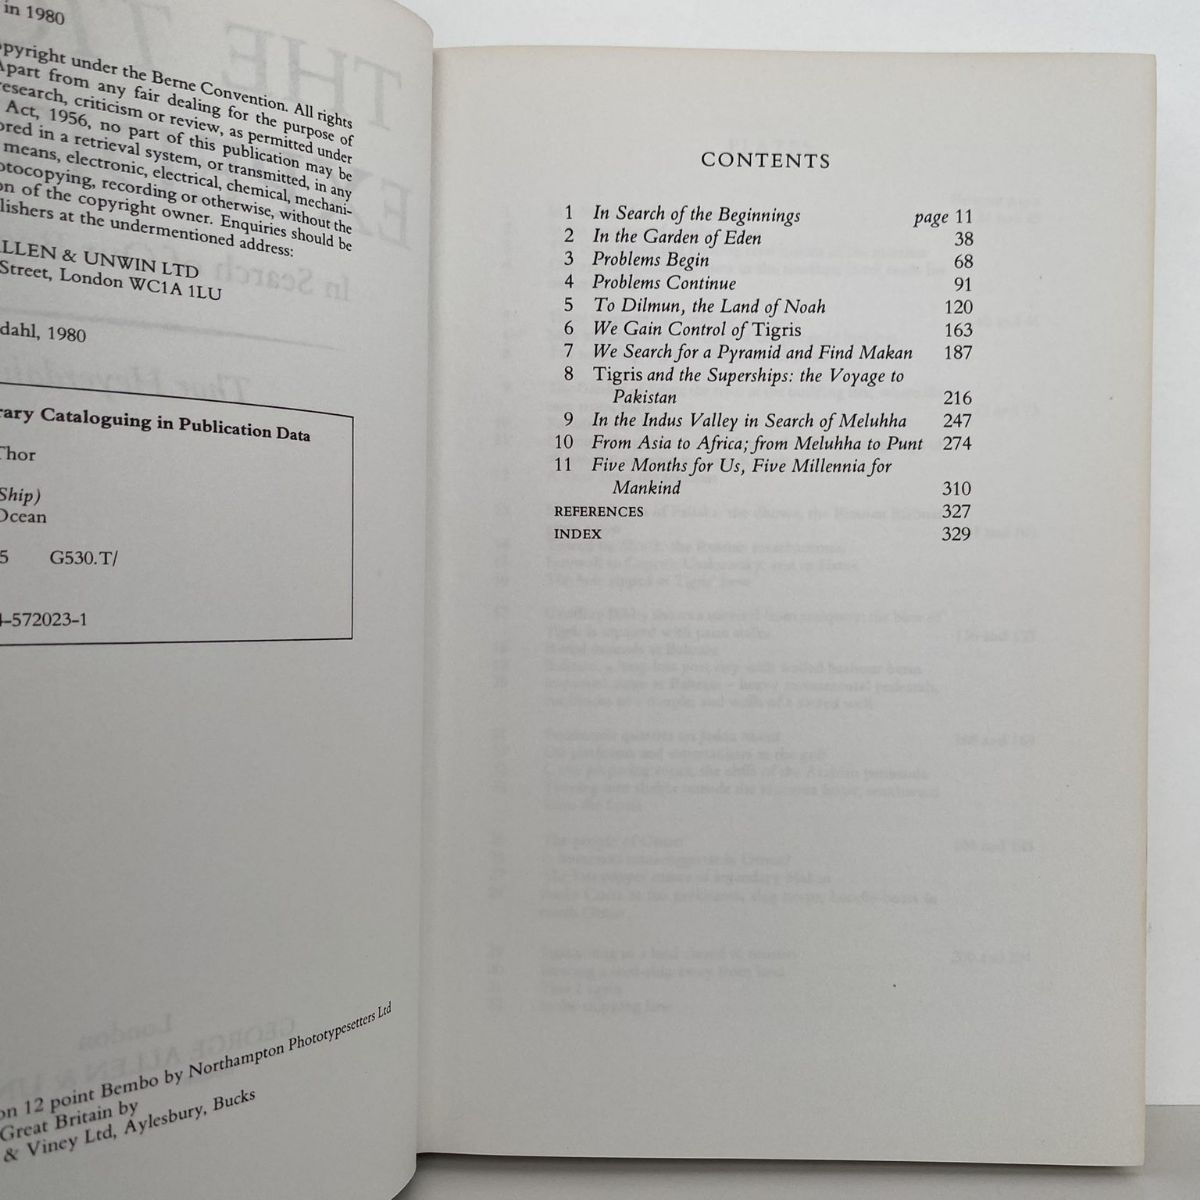 in 1980
opyright under the Berne Convention. All rights
Apart from any fair dealing for the purpose of
research, criticism or review, as permitted under
Act, 1956, no part of this publication may be
ored in a retrieval system, or transmitted, in any
means, electronic, electrical, chemical, mechani-
otocopying, recording or otherwise, without the
on of the copyright owner. Enquiries should be
lishers at the undermentioned address:
LLEN & UNWIN LTD
Street, London WC1A 1LU
dahl, 1980
rary Cataloguing in Publication Data
Thor
Ship)
Ocean
5 G530.T/
4-572023-1
on 12 point Bembo by Northampton Phototypesetters Ltd
Great Britain by
& Viney Ltd, Aylesbury, Bucks
CONTENTS
1 In Search of the Beginnings page 11
2 In the Garden of Eden 38
3 Problems Begin 68
4 Problems Continue 91
5 To Dilmun, the Land of Noah 120
6 We Gain Control of Tigris 163
7 We Search for a Pyramid and Find Makan 187
8 Tigris and the Superships: the Voyage to
Pakistan 216
9 In the Indus Valley in Search of Meluhha 247
10 From Asia to Africa; from Meluhha to Punt 274
11 Five Months for Us, Five Millennia for
Mankind 310
REFERENCES 327
INDEX 329